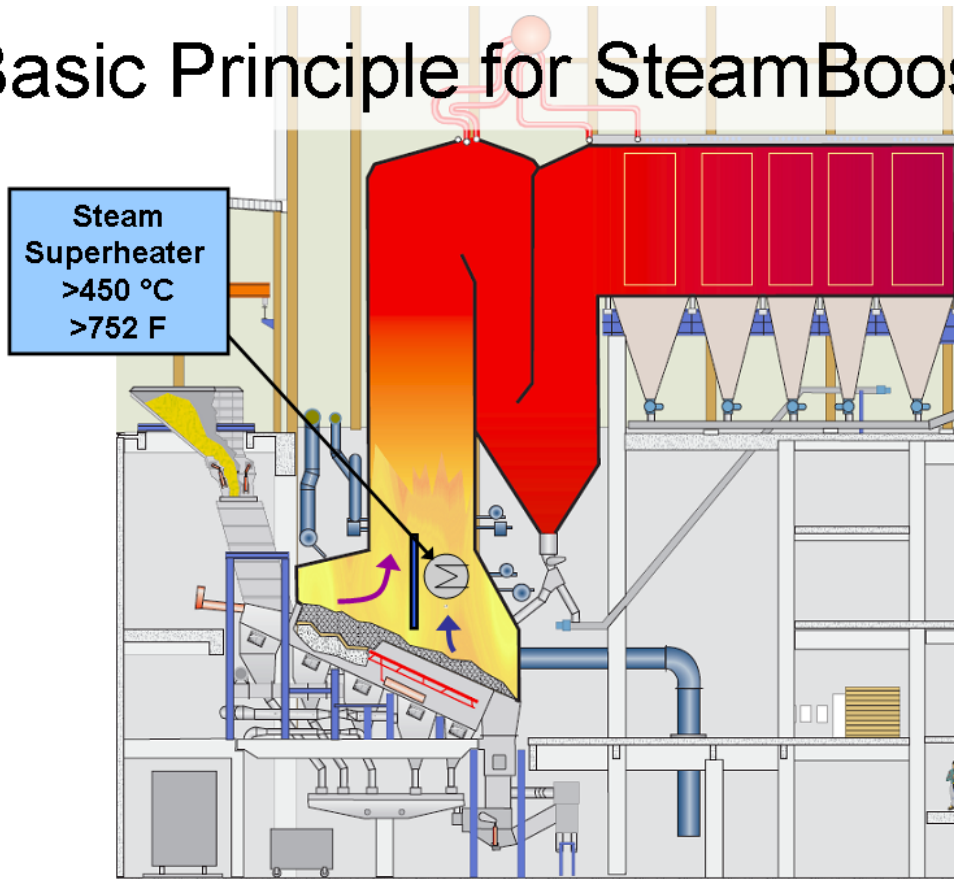 Basic Principle for SteamBoos
Steam
Superheater
>450 °C
>752 F